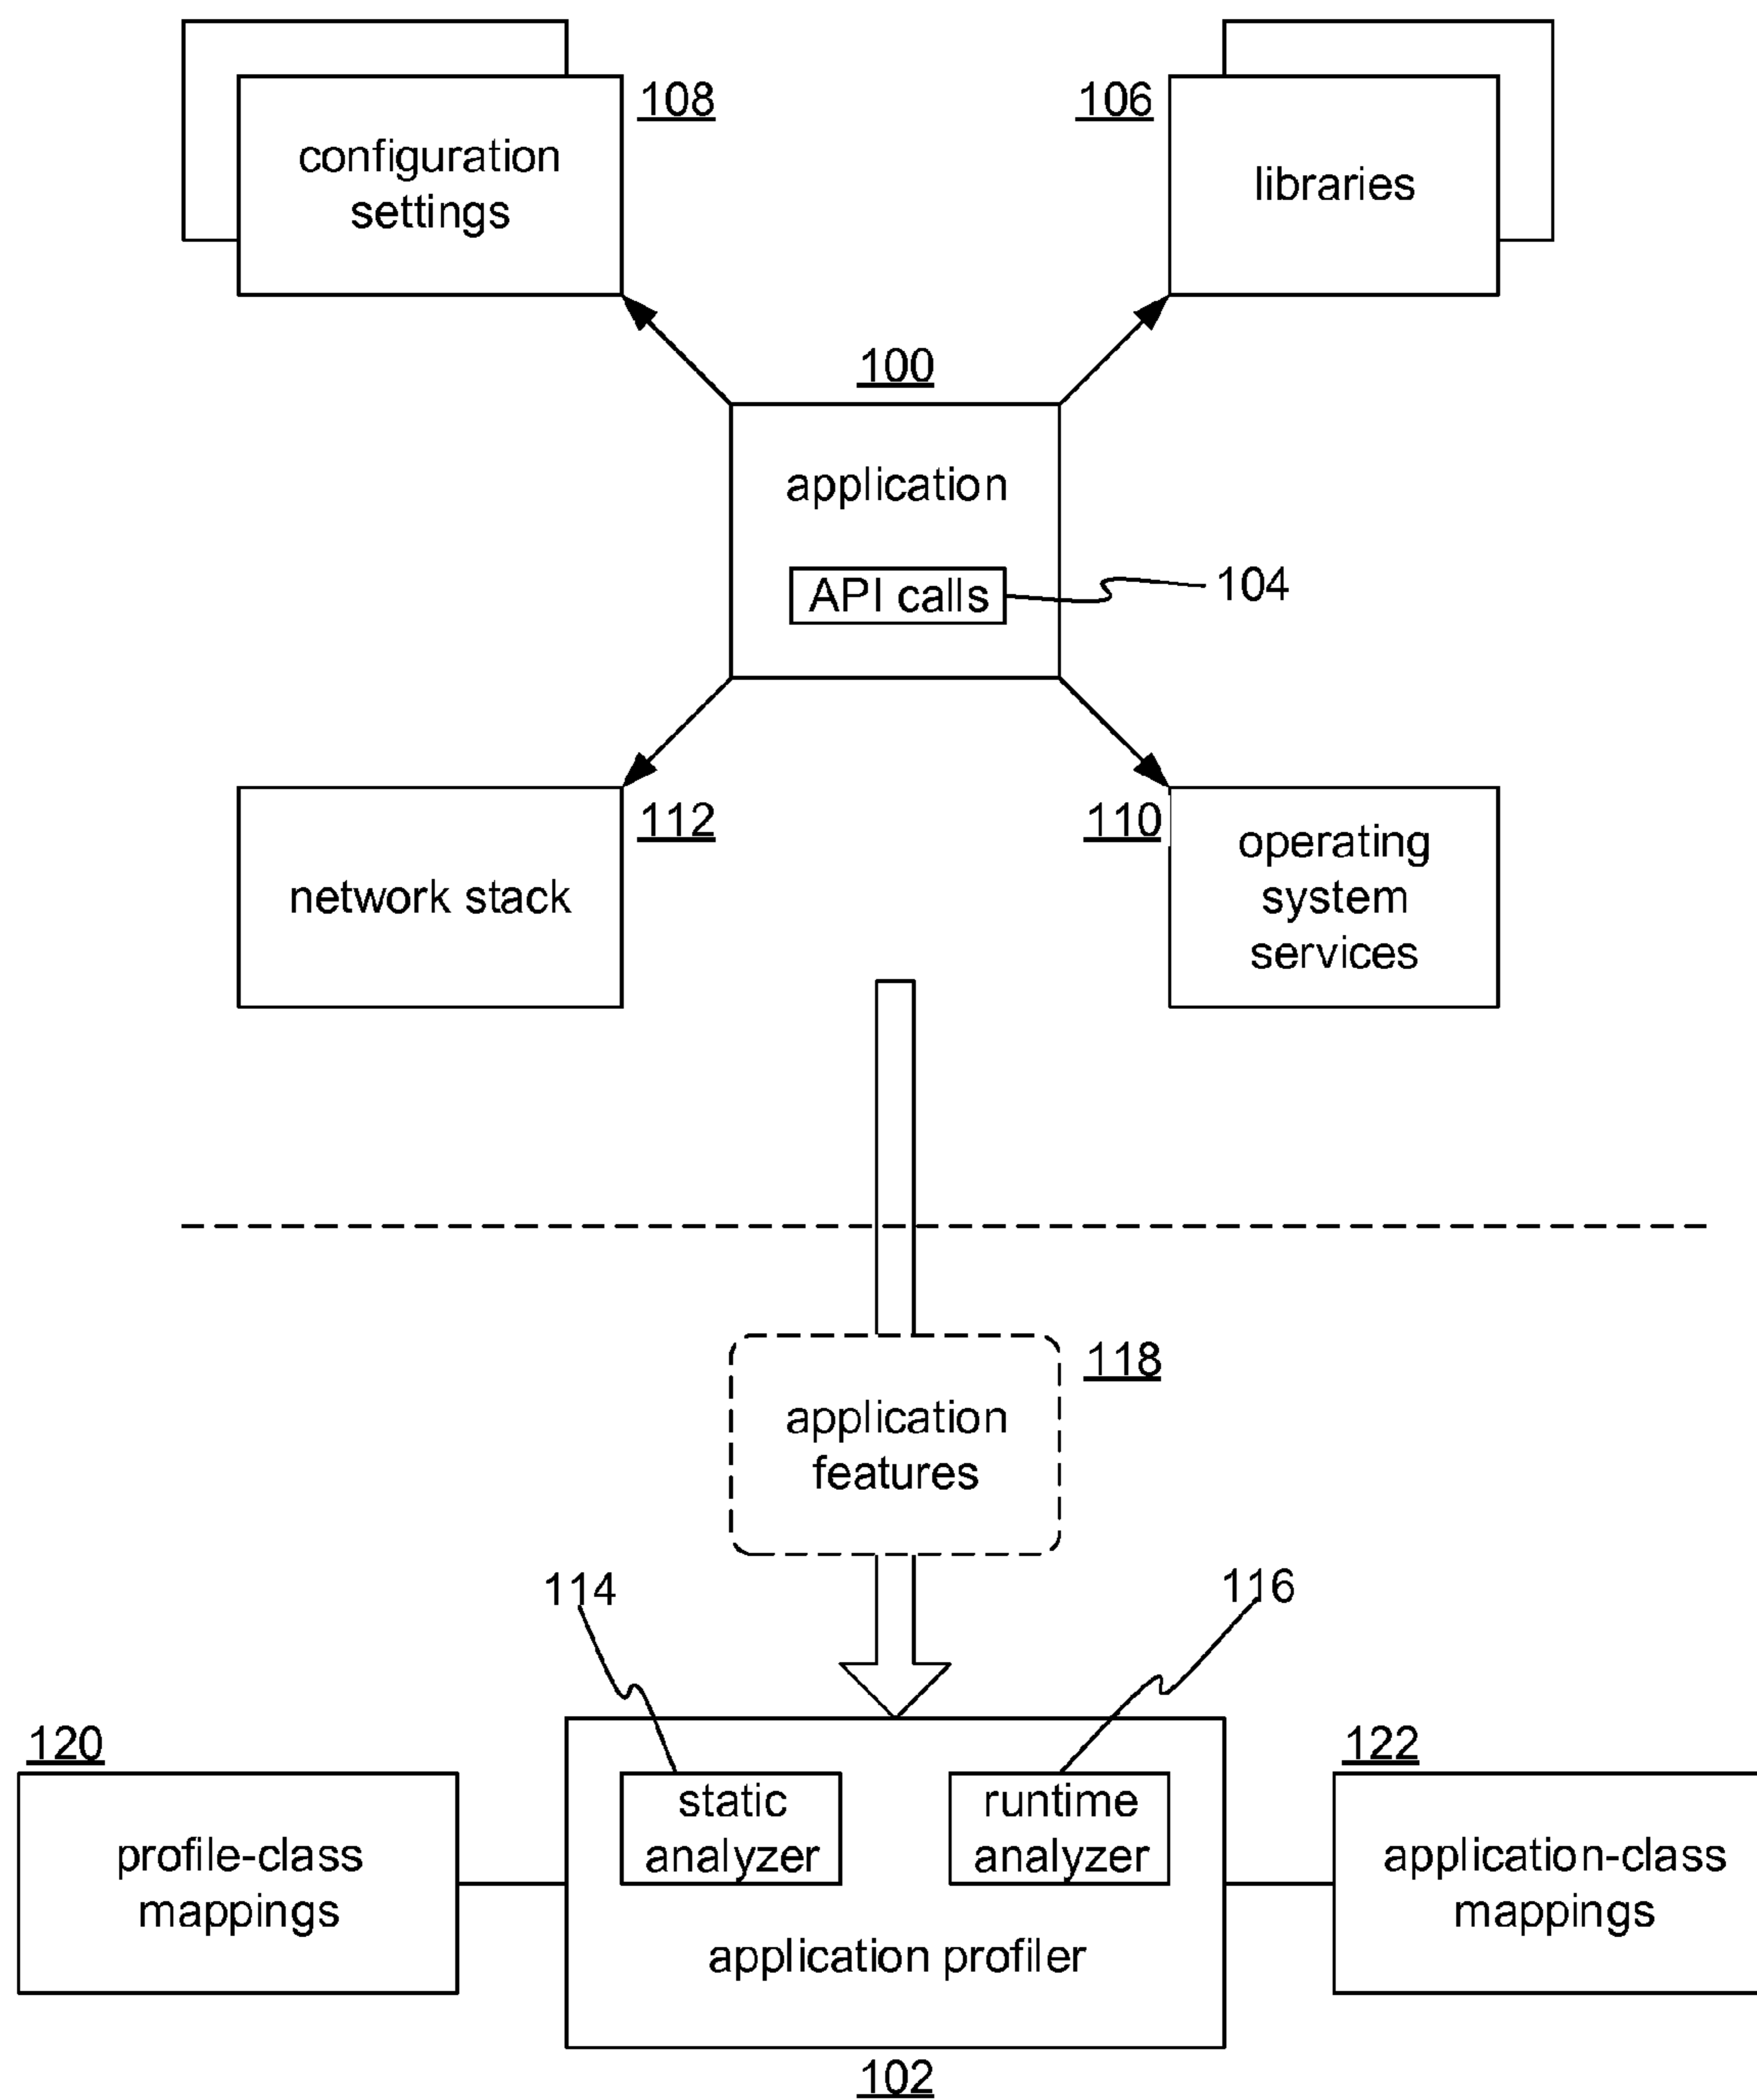 108
configuration
settings
106
libraries
100
application
API calls
104
112
network stack
110
operating
system
services
118
application
features
114
116
120
profile-class
mappings
static
analyzer
runtime
analyzer
application profiler
122
application-class
mappings
102